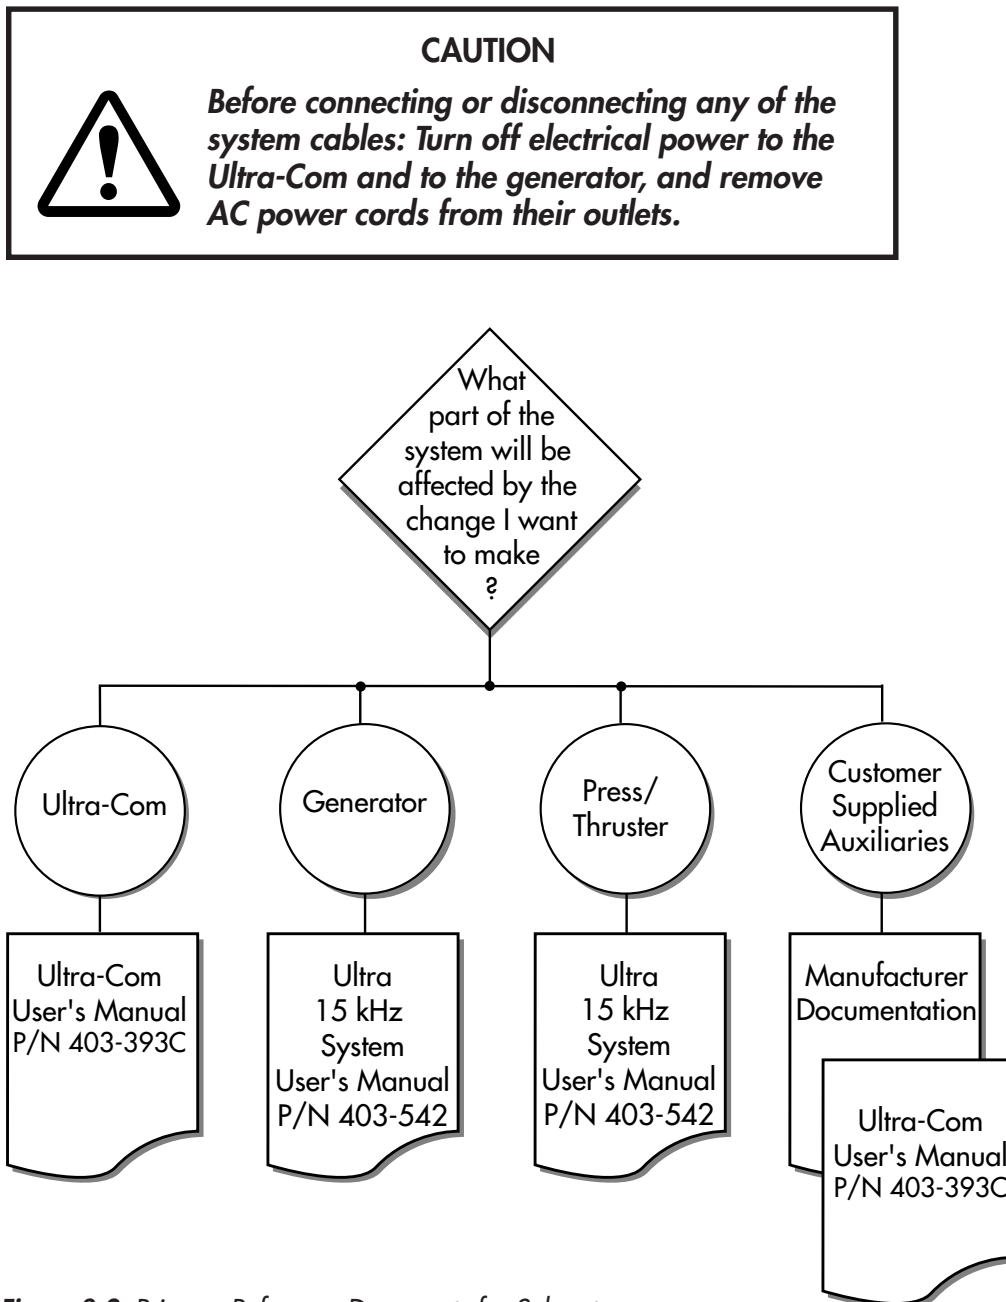 CAUTION
Before connecting or disconnecting any of the
system cables: Turn off electrical power to the
Ultra-Com and to the generator, and remove
AC power cords from their outlets.
What
part of the
system will be
affected by the
change I want
to make
?
Ultra-Com
Generator
Press/
Thruster
Customer
Supplied
Auxiliaries
Ultra-Com
User's Manual
P/N 403-393C
Ultra
15 kHz
System
User's Manual
P/N 403-542
Ultra
15 kHz
System
User's Manual
P/N 403-542
Manufacturer
Documentation
Ultra-Com
User's Manual
P/N 403-393C